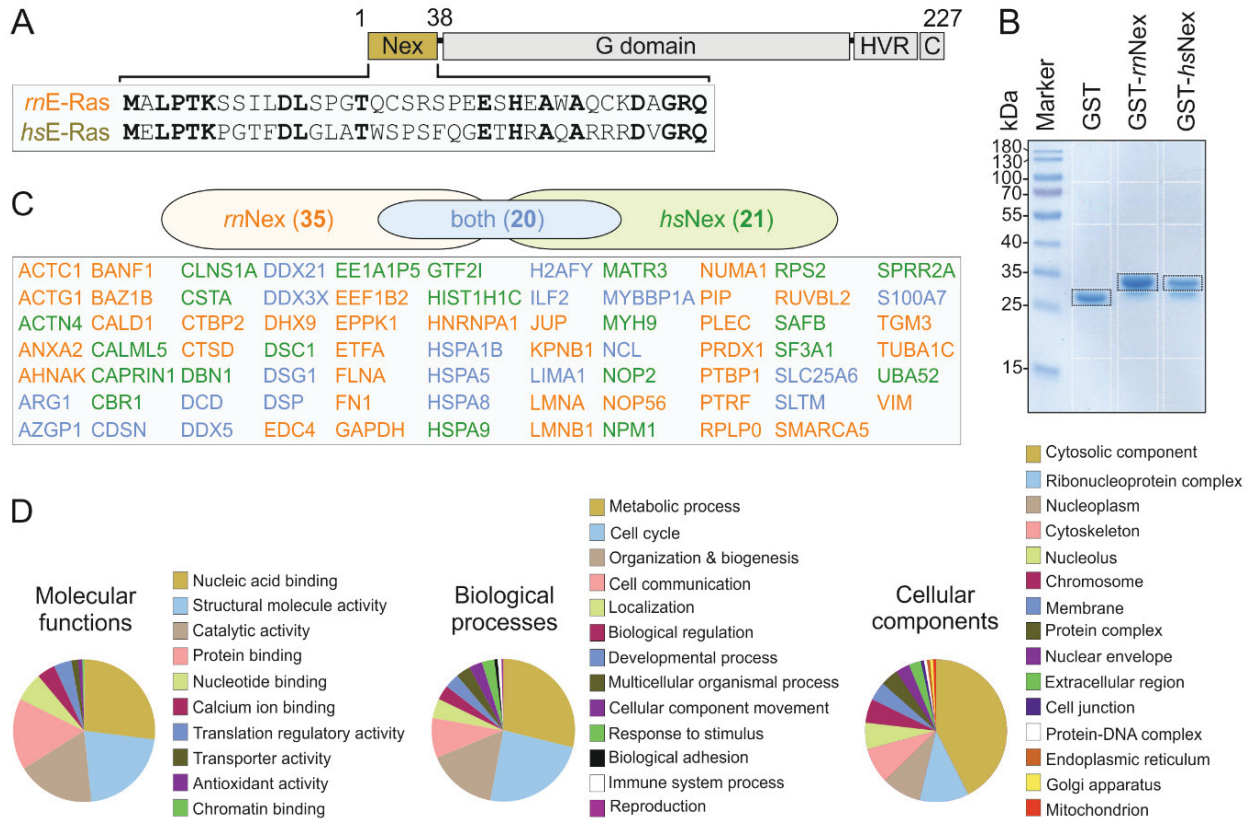 A
1 38 227
Nex G domain HVR C
rnE-Ras MALPTKSSILDLSPGTQCSRSPEESHEAWAQCKDAGRQ
hsE-Ras MELPTKPGTFDLGLATWSPSFQGETHRAQARRRDVGRQ
B
kDa Marker GST GST-rnNex GST-hsNex
180
130
100
70
55
40
35
25
15
C
rnNex (35) both (20) hsNex (21)
ACTC1 BANF1 CLNS1A DDX21 EE1A1P5 GTF2I H2AFY MATR3 NUMA1 RPS2 SPRR2A
ACTG1 BAZ1B CSTA DDX3X EEF1B2 HIST1H1C ILF2 MYBBP1A PIP RUVBL2 S100A7
ACTN4 CALD1 CTBP2 DHX9 EPPK1 HNRNPA1 JUP MYH9 PLEC SAFB TGM3
ANXA2 CALML5 CTSD DSC1 ETFA HSPA1B KPNB1 NCL PRDX1 SF3A1 TUBA1C
AHNAK CAPRIN1 DBN1 DSG1 FLNA HSPA5 LIMA1 NOP2 PTBP1 SLC25A6 UBA52
ARG1 CBR1 DCD DSP FN1 HSPA8 LMNA NOP56 PTRF SLTM VIM
AZGP1 CDSN DDX5 EDC4 GAPDH HSPA9 LMNB1 NPM1 RPLP0 SMARCA5
D
Molecular
functions
Nucleic acid binding
Structural molecule activity
Catalytic activity
Protein binding
Nucleotide binding
Calcium ion binding
Translation regulatory activity
Transporter activity
Antioxidant activity
Chromatin binding
Biological
processes
Metabolic process
Cell cycle
Organization & biogenesis
Cell communication
Localization
Biological regulation
Developmental process
Multicellular organismal process
Cellular component movement
Response to stimulus
Biological adhesion
Immune system process
Reproduction
Cellular
components
Cytosolic component
Ribonucleoprotein complex
Nucleoplasm
Cytoskeleton
Nucleolus
Chromosome
Membrane
Protein complex
Nuclear envelope
Extracellular region
Cell junction
Protein-DNA complex
Endoplasmic reticulum
Golgi apparatus
Mitochondrion